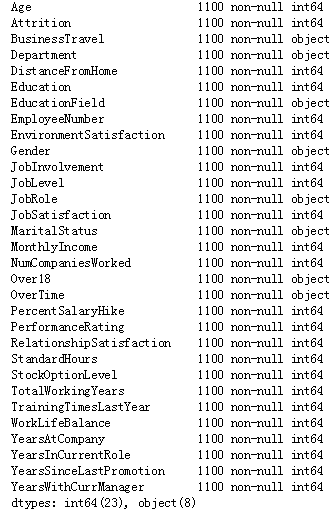 Age 1100 non-null int64
Attrition 1100 non-null int64
BusinessTravel 1100 non-null object
Department 1100 non-null object
DistanceFromHome 1100 non-null int64
Education 1100 non-null int64
EducationField 1100 non-null object
EmployeeNumber 1100 non-null int64
EnvironmentSatisfaction 1100 non-null int64
Gender 1100 non-null object
JobInvolvement 1100 non-null int64
JobLevel 1100 non-null int64
JobRole 1100 non-null object
JobSatisfaction 1100 non-null int64
MaritalStatus 1100 non-null object
MonthlyIncome 1100 non-null int64
NumCompaniesWorked 1100 non-null int64
Over18 1100 non-null object
OverTime 1100 non-null object
PercentSalaryHike 1100 non-null int64
PerformanceRating 1100 non-null int64
RelationshipSatisfaction 1100 non-null int64
StandardHours 1100 non-null int64
StockOptionLevel 1100 non-null int64
TotalWorkingYears 1100 non-null int64
TrainingTimesLastYear 1100 non-null int64
WorkLifeBalance 1100 non-null int64
YearsAtCompany 1100 non-null int64
YearsInCurrentRole 1100 non-null int64
YearsSinceLastPromotion 1100 non-null int64
YearsWithCurrManager 1100 non-null int64
dtypes: int64(23), object(8)